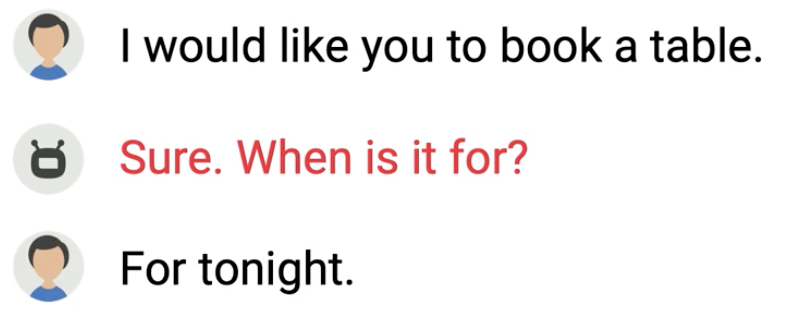 I would like you to book a table.
Sure. When is it for?
For tonight.